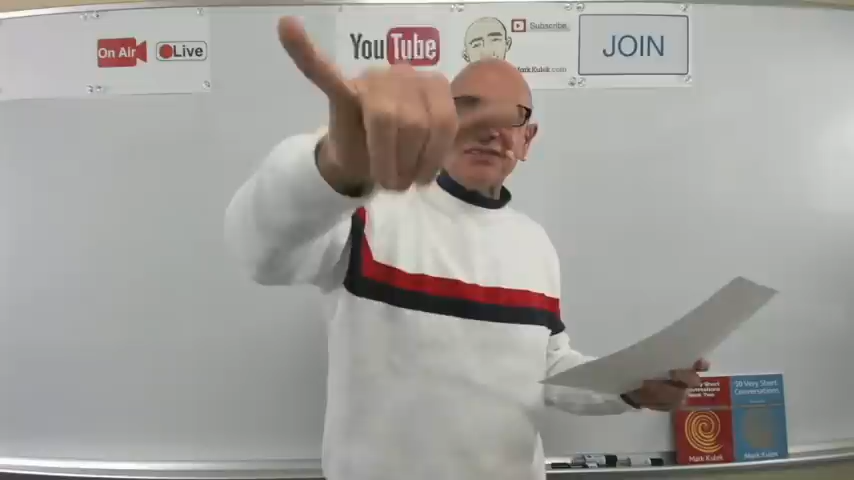 On Air
Live
YouTube
Subscribe
MarkKulek.com
JOIN
Very Short
Conversations
Book Two
Mark Kulek
20 Very Short
Conversations
Mark Kulek